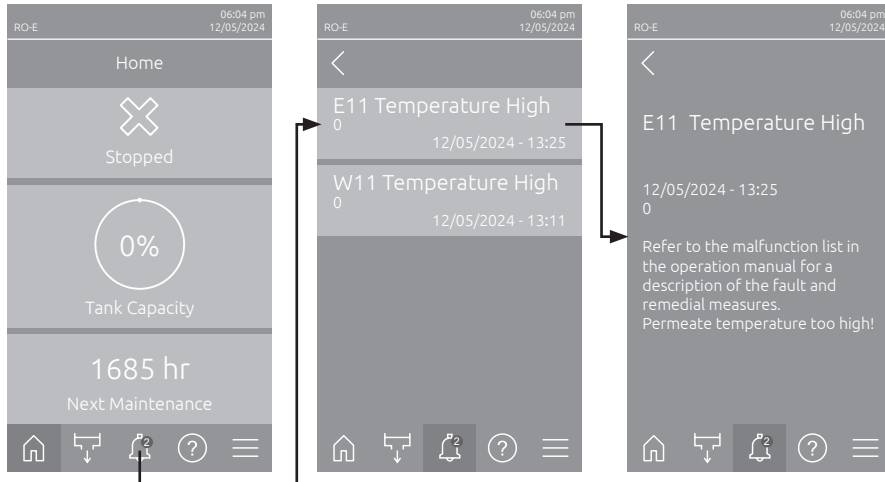 06:04 pm
RO-E 12/05/2024
Home
Stopped
0%
Tank Capacity
1685 hr
Next Maintenance
2
?
06:04 pm
RO-E 12/05/2024
E11 Temperature High
0
12/05/2024 - 13:25
W11 Temperature High
0
12/05/2024 - 13:11
2
?
06:04 pm
RO-E 12/05/2024
E11 Temperature High
12/05/2024 - 13:25
0
Refer to the malfunction list in
the operation manual for a
description of the fault and
remedial measures.
Permeate temperature too high!
2
?